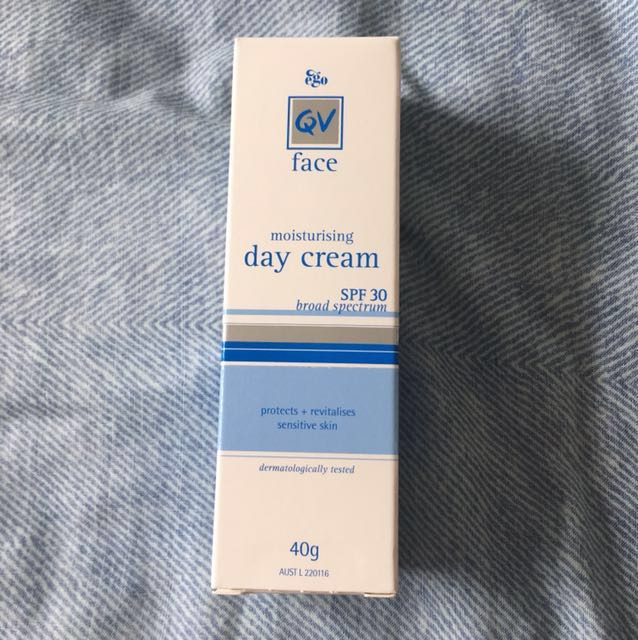 ego
QV
face
moisturising
day cream
SPF 30
broad spectrum
protects + revitalises
sensitive skin
dermatologically tested
40g
AUST L 220116